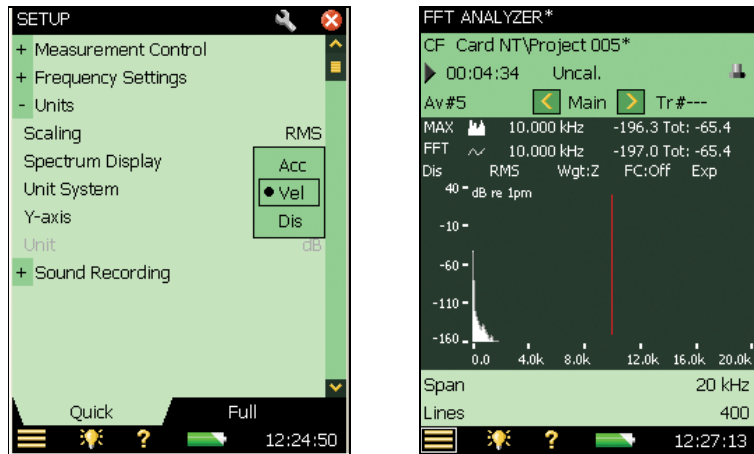 SETUP
+ Measurement Control
+ Frequency Settings
- Units
Scaling RMS
Spectrum Display Acc
Unit System Vel
Y-axis Dis
Unit dB
+ Sound Recording
Quick Full
? 12:24:50
FFT ANALYZER*
CF Card NT\Project 005*
00:04:34 Uncal.
Av#5 < Main > Tr#---
MAX 10.000 kHz -196.3 Tot: -65.4
FFT 10.000 kHz -197.0 Tot: -65.4
Dis RMS Wgt:Z FC:Off Exp
40 dB re 1pm
-10
-60
-110
-160
0.0 4.0k 8.0k 12.0k 16.0k 20.0k
Span 20 kHz
Lines 400
? 12:27:13